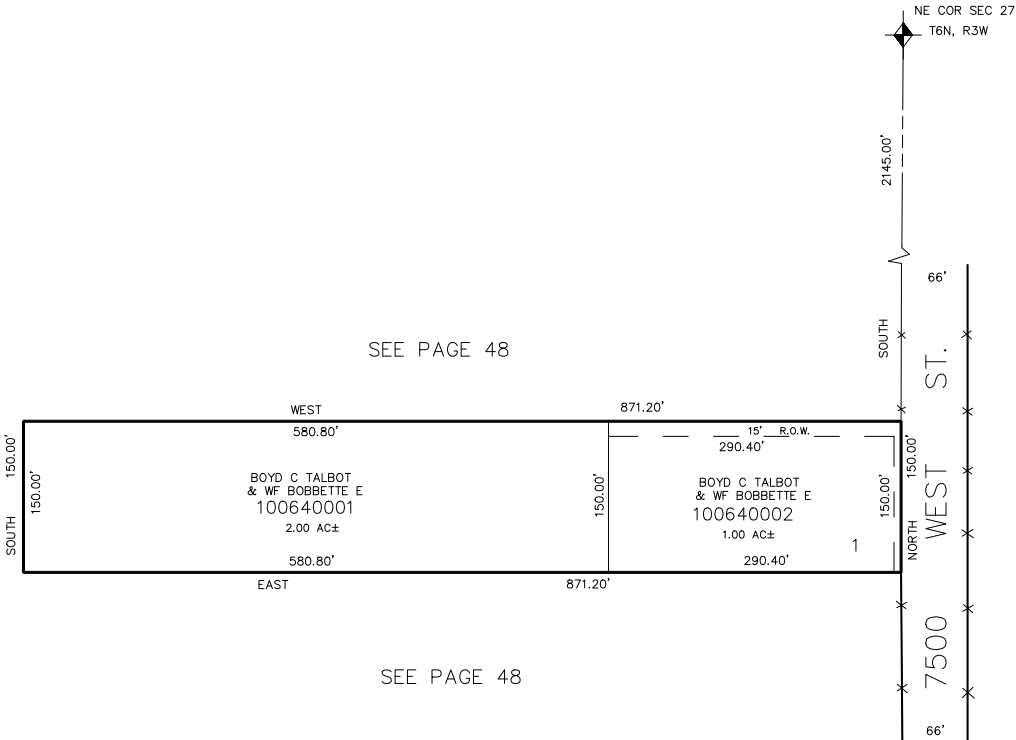 NE COR SEC 27
T6N, R3W
2145.00'
66'
SOUTH
SEE PAGE 48
7500 WEST ST.
WEST
871.20'
580.80'
15' R.O.W.
290.40'
150.00'
SOUTH
150.00'
BOYD C TALBOT
& WF BOBBETTE E
100640001
2.00 AC±
150.00'
BOYD C TALBOT
& WF BOBBETTE E
100640002
1.00 AC±
1
150.00'
150.00'
NORTH
580.80'
290.40'
EAST
871.20'
SEE PAGE 48
66'